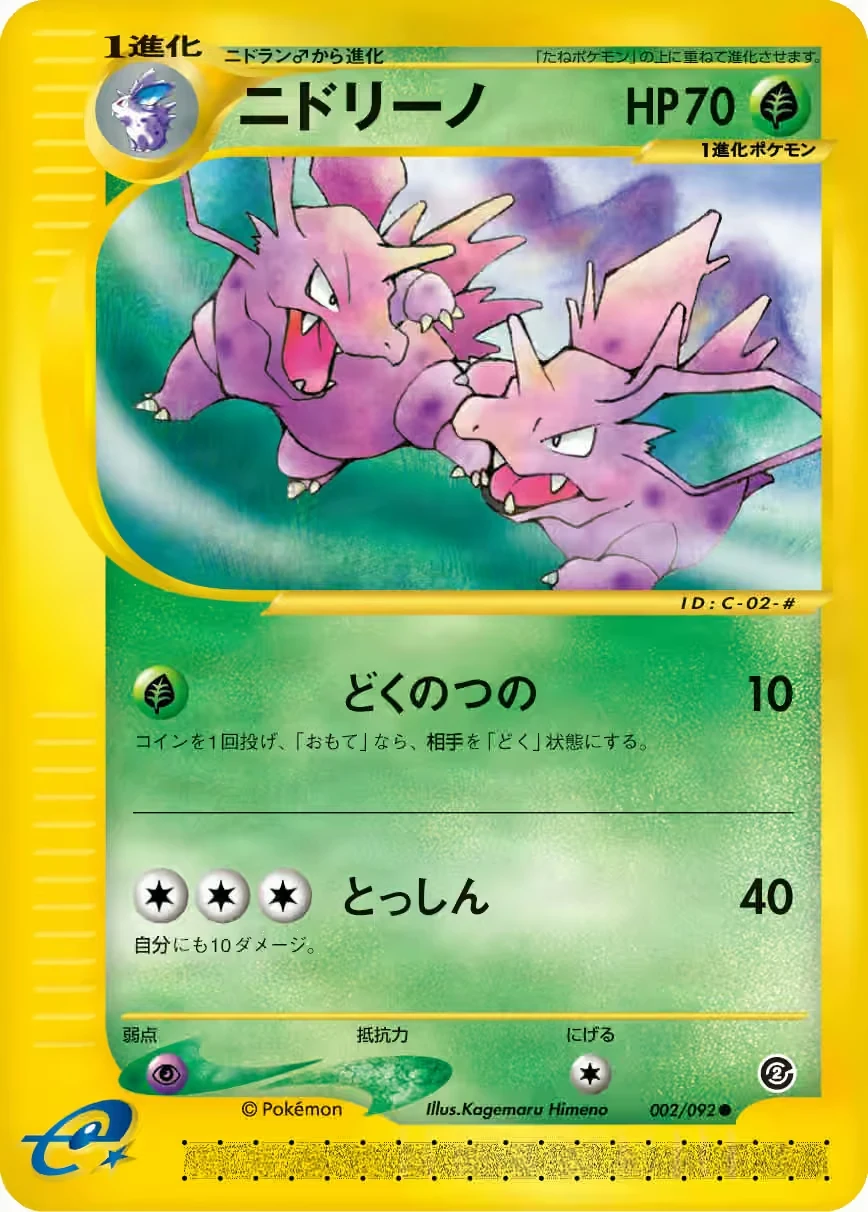 1進化
ニドラン♂から進化
「たねポケモン」の上に重ねて進化させます。
ニドリーノ HP70
1進化ポケモン
ID:C-02-#
どくのつの 10
コインを1回投げ、「おもて」なら、相手を「どく」状態にする。
とっしん 40
自分にも10ダメージ。
弱点 抵抗力 にげる
2
© Pokémon Illus.Kagemaru Himeno 002/092●
e